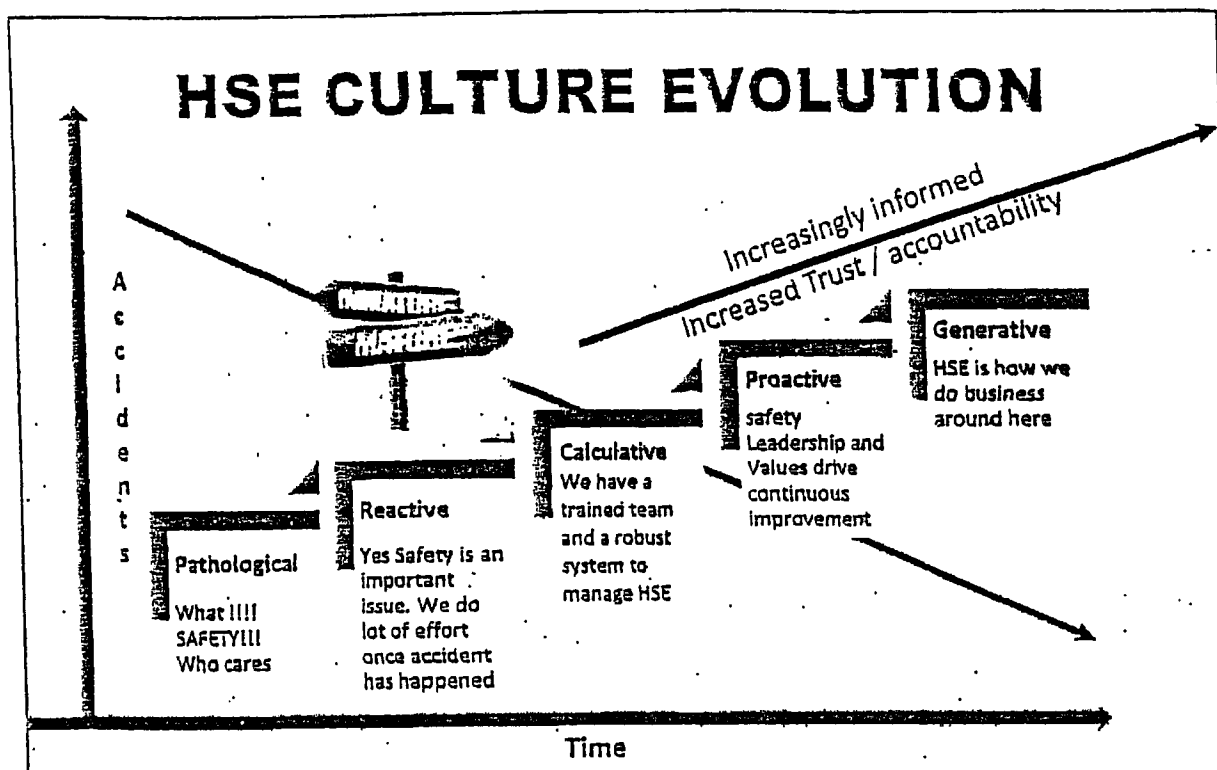 HSE CULTURE EVOLUTION
Increasingly informed
Increased Trust / accountability
Accidents
Generative
HSE is how we
do business
around here
Proactive
safety
Leadership and
Values drive
continuous
improvement
Calculative
We have a
trained team
and a robust
system to
manage HSE
Reactive
Yes Safety is an
important
issue. We do
lot of effort
once accident
has happened
Pathological
What !!!!
SAFETY!!!
Who cares
Time